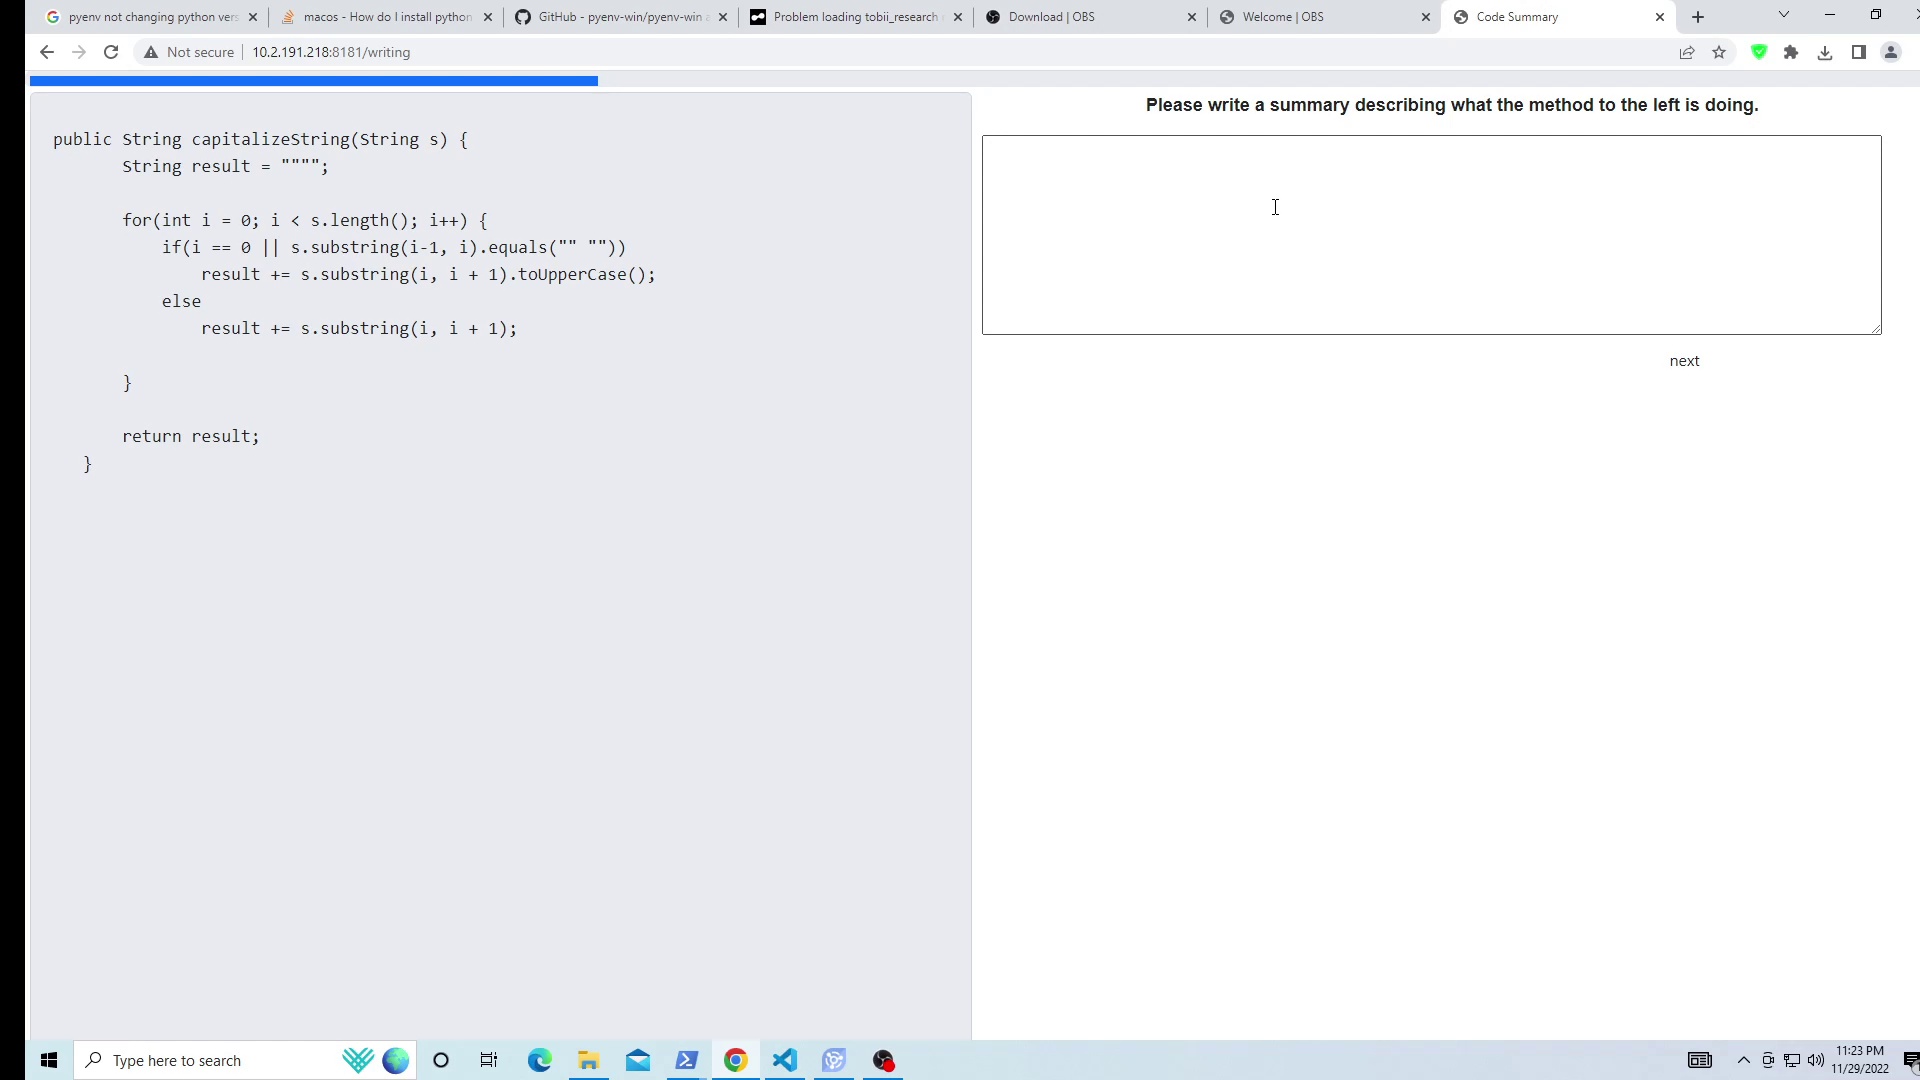 pyenv not changing python vers
macos - How do I install python
GitHub - pyenv-win/pyenv-win a
Problem loading tobii_research
Download | OBS
Welcome | OBS
Code Summary
Not secure
10.2.191.218:8181/writing
public String capitalizeString(String s) {
String result = """";
for(int i = 0; i < s.length(); i++) {
if(i == 0 || s.substring(i-1, i).equals("" ""))
result += s.substring(i, i + 1).toUpperCase();
else
result += s.substring(i, i + 1);
}
return result;
}
Please write a summary describing what the method to the left is doing.
next
Type here to search
11:23 PM
11/29/2022